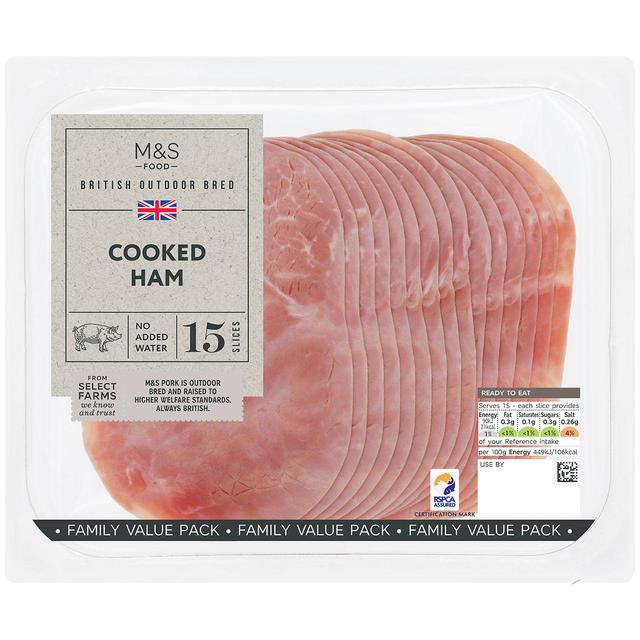 M&S
FOOD
BRITISH OUTDOOR BRED
COOKED
HAM
NO
ADDED
WATER
15
SLICES
FROM
SELECT
FARMS
we know
and trust
M&S PORK IS OUTDOOR
BRED AND RAISED TO
HIGHER WELFARE STANDARDS.
ALWAYS BRITISH.
READY TO EAT
Serves 15 - each slice provides
Energy Fat Saturates Sugars Salt
90kJ 0.3g 0.1g 0.3g 0.26g
21kcal
1% <1% <1% <1% 4%
of your Reference intake
per 100g Energy 449kJ/106kcal
USE BY
RSPCA
ASSURED
CERTIFICATION MARK
• FAMILY VALUE PACK • FAMILY VALUE PACK • FAMILY VALUE PACK •